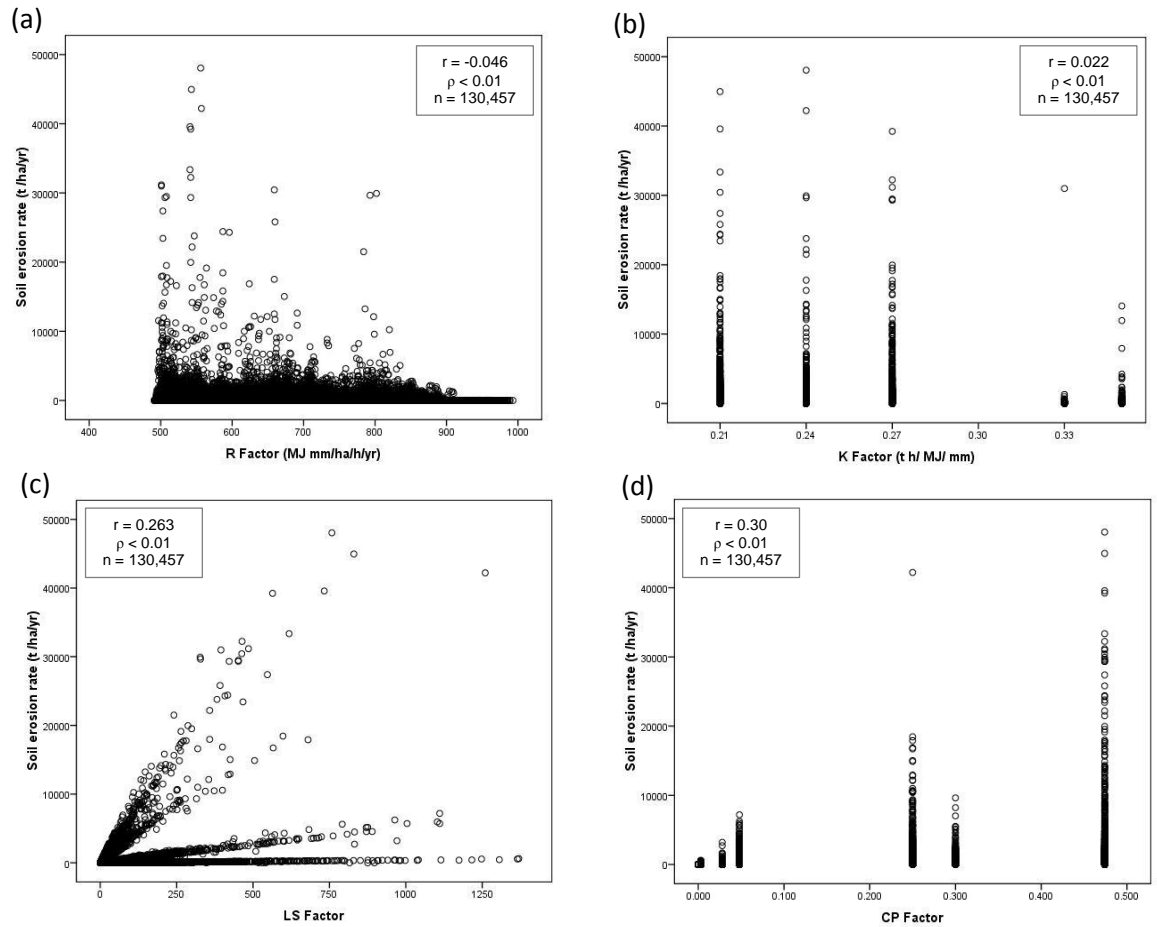 (a)
r = -0.046
ρ < 0.01
n = 130,457
Soil erosion rate (t /ha/yr)
50000
40000
30000
20000
10000
0
400 500 600 700 800 900 1000
R Factor (MJ mm/ha/h/yr)
(b)
r = 0.022
ρ < 0.01
n = 130,457
Soil erosion rate (t /ha/yr)
50000
40000
30000
20000
10000
0
0.21 0.24 0.27 0.30 0.33
K Factor (t h/ MJ/ mm)
(c)
r = 0.263
ρ < 0.01
n = 130,457
Soil erosion rate (t /ha/yr)
50000
40000
30000
20000
10000
0
0 250 500 750 1000 1250
LS Factor
(d)
r = 0.30
ρ < 0.01
n = 130,457
Soil erosion rate (t /ha/yr)
50000
40000
30000
20000
10000
0
0.000 0.100 0.200 0.300 0.400 0.500
CP Factor